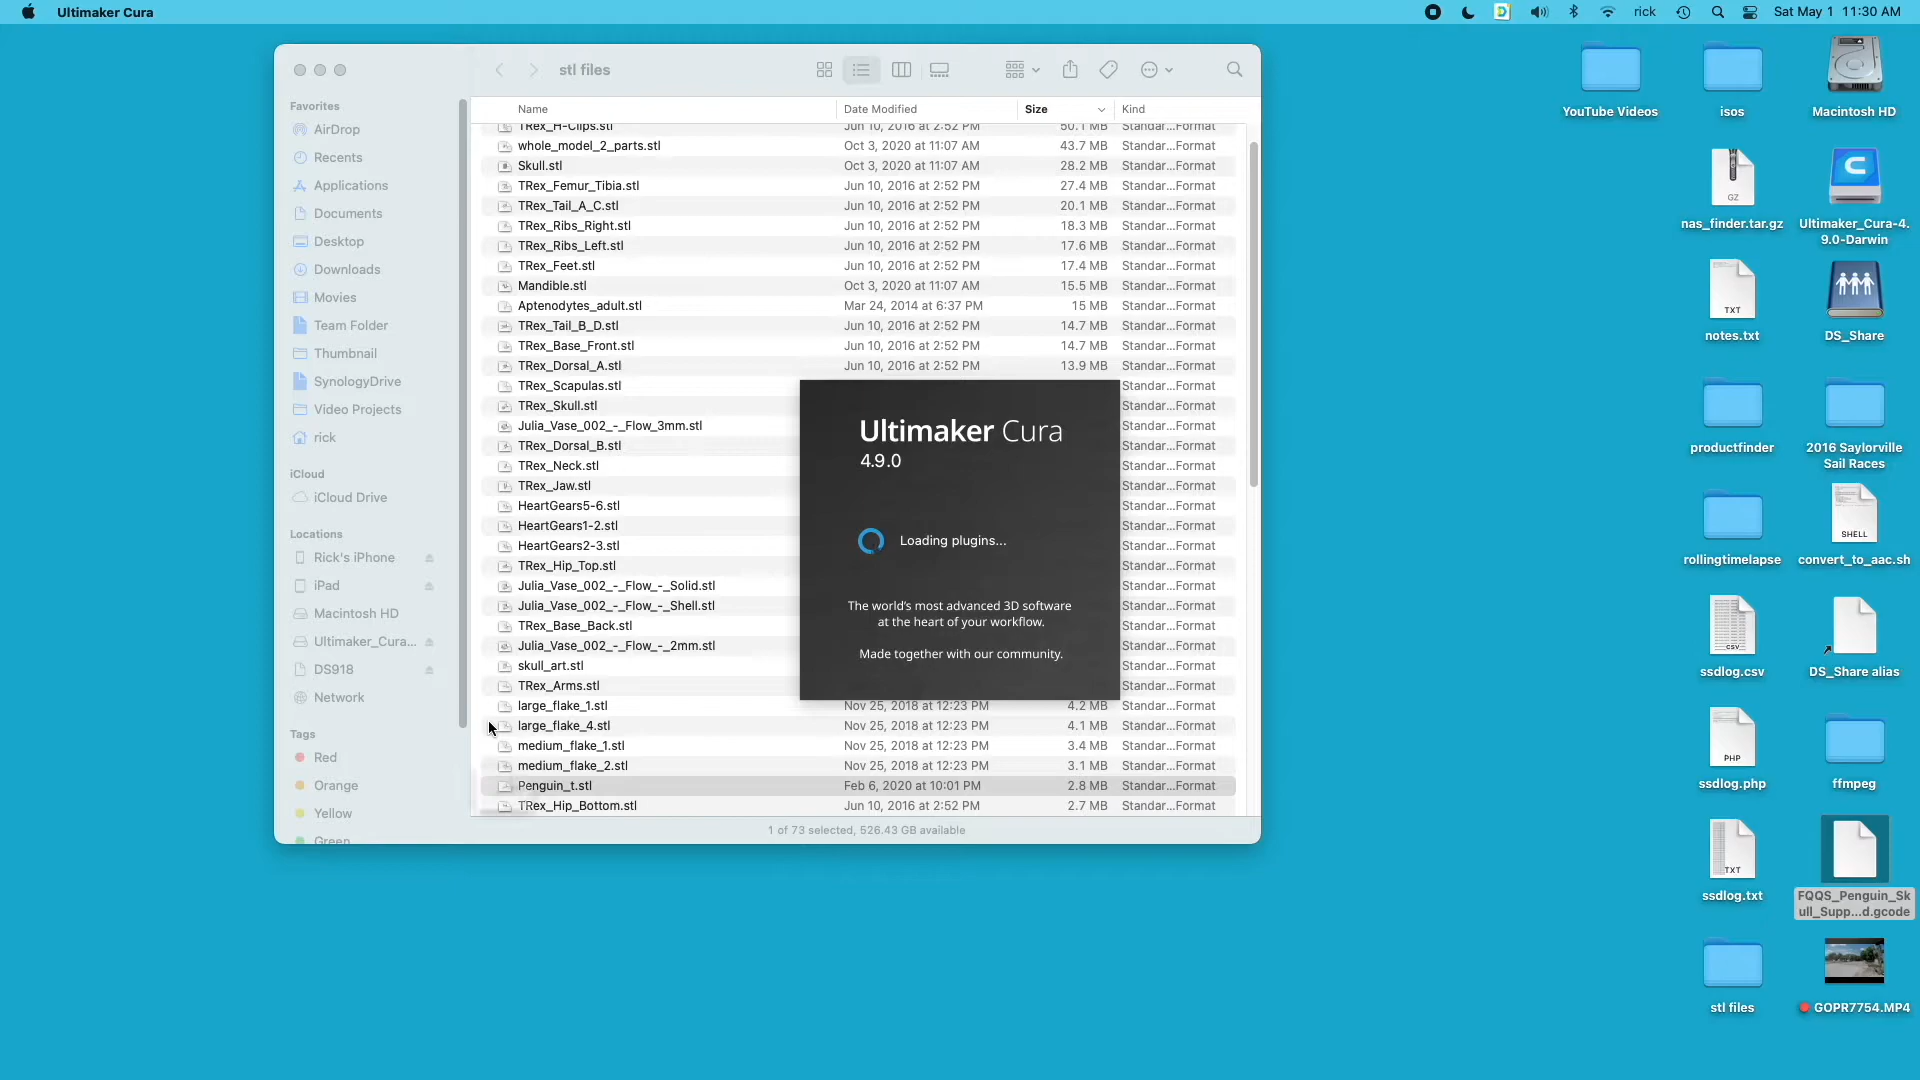 Ultimaker Cura
rick
Sat May 1 11:30 AM
stl files
Favorites
AirDrop
Recents
Applications
Documents
Desktop
Downloads
Movies
Team Folder
Thumbnail
SynologyDrive
Video Projects
rick
iCloud
iCloud Drive
Locations
Rick's iPhone
iPad
Macintosh HD
Ultimaker_Cura...
DS918
Network
Tags
Red
Orange
Yellow
Green
Name Date Modified Size Kind
TRex_H-Clips.stl Jun 10, 2016 at 2:52 PM 50.1 MB Standar...Format
whole_model_2_parts.stl Oct 3, 2020 at 11:07 AM 43.7 MB Standar...Format
Skull.stl Oct 3, 2020 at 11:07 AM 28.2 MB Standar...Format
TRex_Femur_Tibia.stl Jun 10, 2016 at 2:52 PM 27.4 MB Standar...Format
TRex_Tail_A_C.stl Jun 10, 2016 at 2:52 PM 20.1 MB Standar...Format
TRex_Ribs_Right.stl Jun 10, 2016 at 2:52 PM 18.3 MB Standar...Format
TRex_Ribs_Left.stl Jun 10, 2016 at 2:52 PM 17.6 MB Standar...Format
TRex_Feet.stl Jun 10, 2016 at 2:52 PM 17.4 MB Standar...Format
Mandible.stl Oct 3, 2020 at 11:07 AM 15.5 MB Standar...Format
Aptenodytes_adult.stl Mar 24, 2014 at 6:37 PM 15 MB Standar...Format
TRex_Tail_B_D.stl Jun 10, 2016 at 2:52 PM 14.7 MB Standar...Format
TRex_Base_Front.stl Jun 10, 2016 at 2:52 PM 14.7 MB Standar...Format
TRex_Dorsal_A.stl Jun 10, 2016 at 2:52 PM 13.9 MB Standar...Format
TRex_Scapulas.stl Standar...Format
TRex_Skull.stl Standar...Format
Julia_Vase_002_-_Flow_3mm.stl Standar...Format
TRex_Dorsal_B.stl Standar...Format
TRex_Neck.stl Standar...Format
TRex_Jaw.stl Standar...Format
HeartGears5-6.stl Standar...Format
HeartGears1-2.stl Standar...Format
HeartGears2-3.stl Standar...Format
TRex_Hip_Top.stl Standar...Format
Julia_Vase_002_-_Flow_-_Solid.stl Standar...Format
Julia_Vase_002_-_Flow_-_Shell.stl Standar...Format
TRex_Base_Back.stl Standar...Format
Julia_Vase_002_-_Flow_-_2mm.stl Standar...Format
skull_art.stl Standar...Format
TRex_Arms.stl Standar...Format
large_flake_1.stl Nov 25, 2018 at 12:23 PM 4.2 MB Standar...Format
large_flake_4.stl Nov 25, 2018 at 12:23 PM 4.1 MB Standar...Format
medium_flake_1.stl Nov 25, 2018 at 12:23 PM 3.4 MB Standar...Format
medium_flake_2.stl Nov 25, 2018 at 12:23 PM 3.1 MB Standar...Format
Penguin_t.stl Feb 6, 2020 at 10:01 PM 2.8 MB Standar...Format
TRex_Hip_Bottom.stl Jun 10, 2016 at 2:52 PM 2.7 MB Standar...Format
1 of 73 selected, 526.43 GB available
Ultimaker Cura
4.9.0
Loading plugins...
The world's most advanced 3D software
at the heart of your workflow.
Made together with our community.
YouTube Videos
isos
Macintosh HD
GZ
nas_finder.tar.gz
C
Ultimaker_Cura-4.
9.0-Darwin
TXT
notes.txt
DS_Share
productfinder
2016 Saylorville
Sail Races
rollingtimelapse
SHELL
convert_to_aac.sh
CSV
ssdlog.csv
DS_Share alias
PHP
ssdlog.php
ffmpeg
TXT
ssdlog.txt
FQQS_Penguin_Sk
ull_Supp...d.gcode
stl files
GOPR7754.MP4